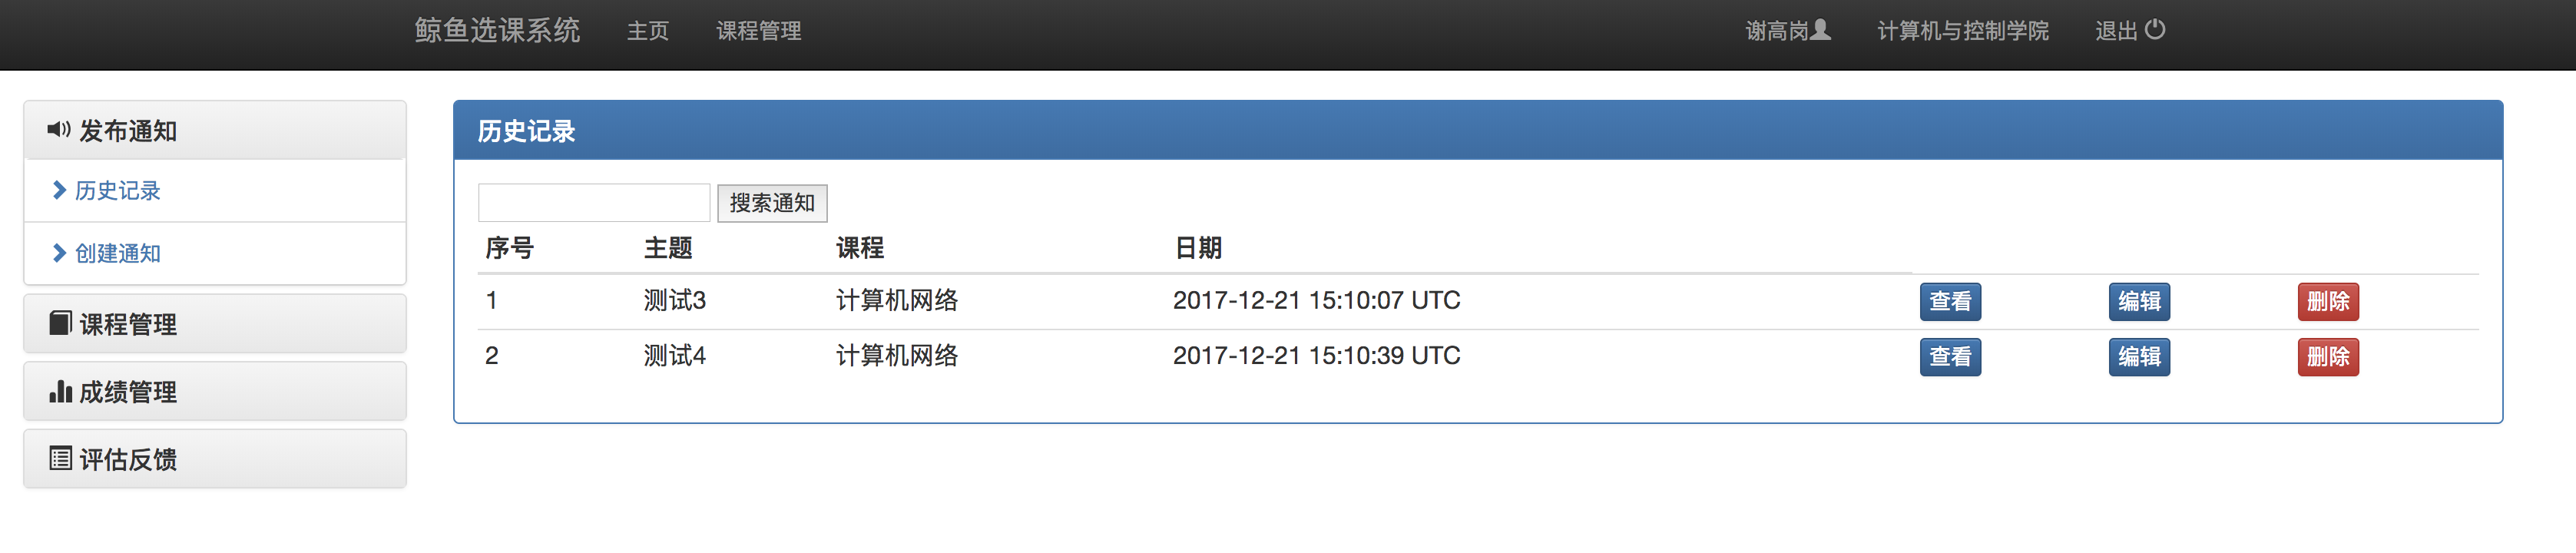 鲸鱼选课系统 主页 课程管理 谢高岗 计算机与控制学院 退出
发布通知
历史记录
创建通知
课程管理
成绩管理
评估反馈
历史记录
搜索通知
序号 主题 课程 日期
1 测试3 计算机网络 2017-12-21 15:10:07 UTC 查看 编辑 删除
2 测试4 计算机网络 2017-12-21 15:10:39 UTC 查看 编辑 删除